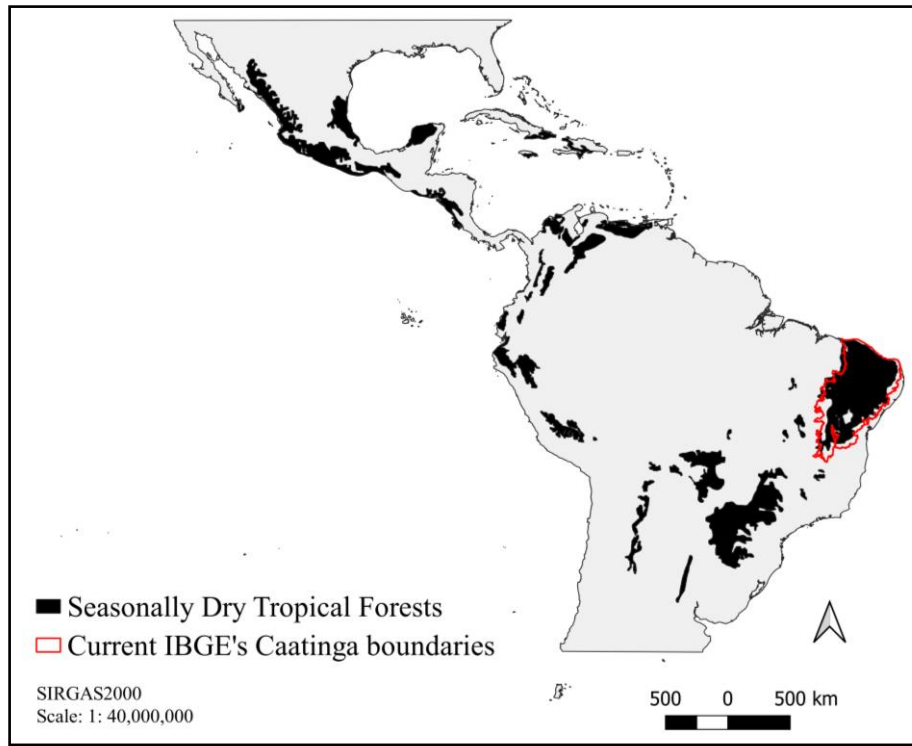 Seasonally Dry Tropical Forests
Current IBGE's Caatinga boundaries
SIRGAS2000
Scale: 1: 40,000,000
500 0 500 km